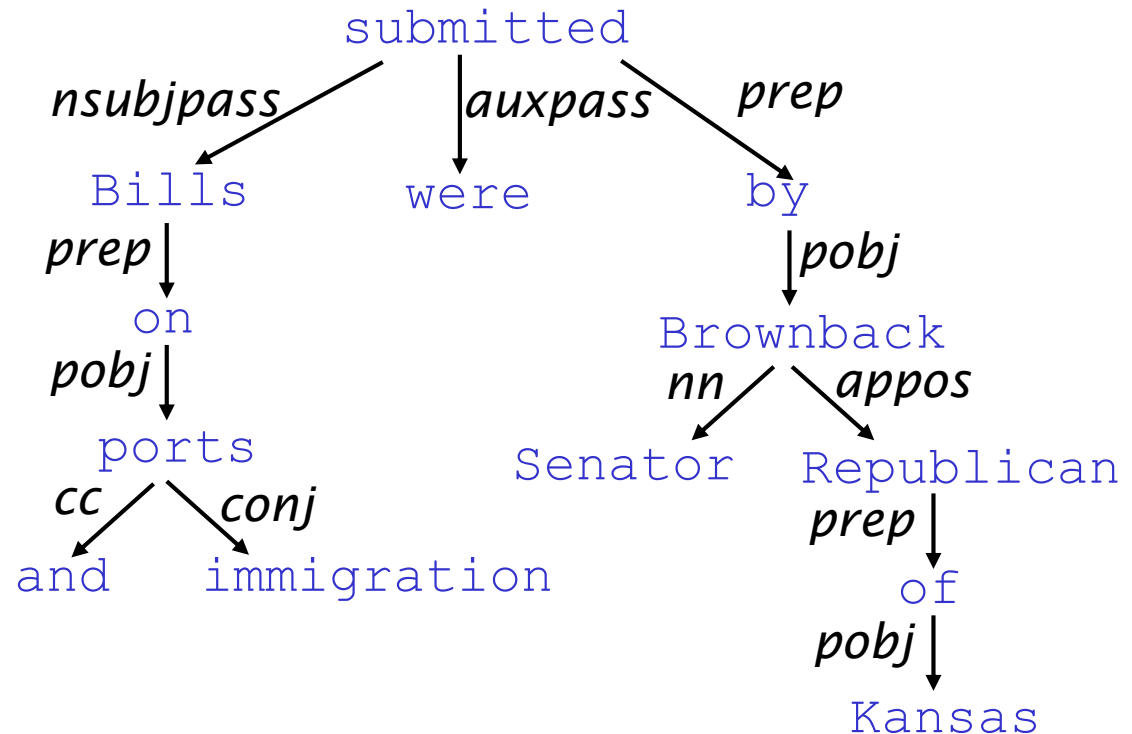 submitted
nsubjpass auxpass prep
Bills were by
prep pobj
on Brownback
pobj nn appos
ports Senator Republican
cc conj prep
and immigration of
pobj
Kansas